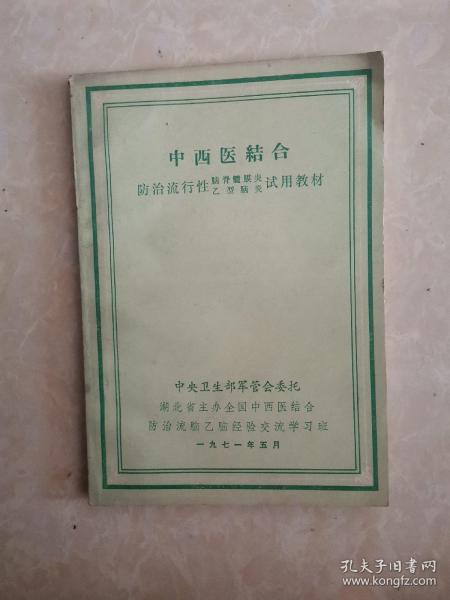 中西医結合
防治流行性脑脊髓膜炎乙型脑炎试用教材
中央卫生部军管会委托
湖北省主办全国中西医结合
防治流脑乙脑经验交流学习班
一九七一年五月
孔夫子旧书网
www.kongfz.com